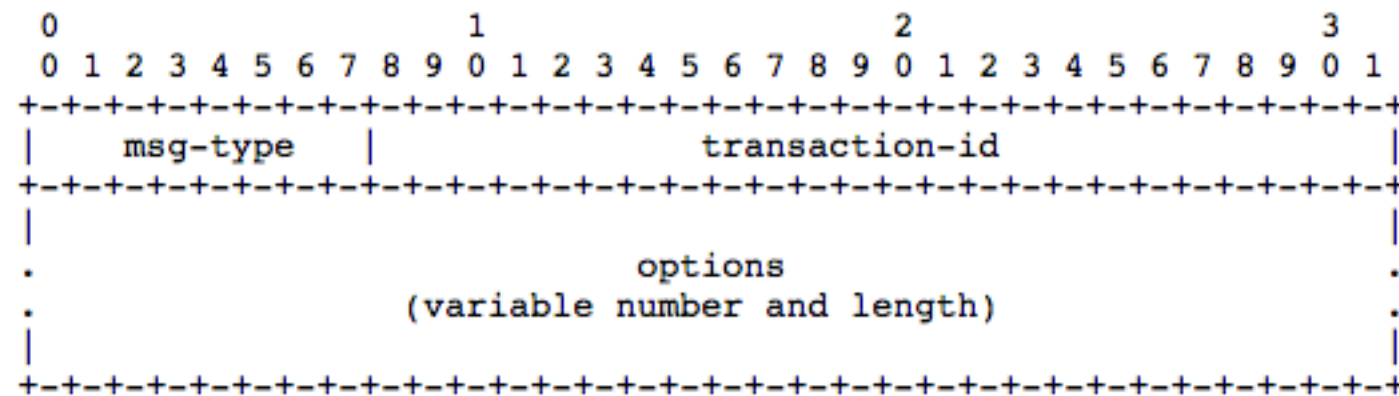 0 1 2 3
0 1 2 3 4 5 6 7 8 9 0 1 2 3 4 5 6 7 8 9 0 1 2 3 4 5 6 7 8 9 0 1
+-+-+-+-+-+-+-+-+-+-+-+-+-+-+-+-+-+-+-+-+-+-+-+-+-+-+-+-+-+-+-+-+
| msg-type | transaction-id |
+-+-+-+-+-+-+-+-+-+-+-+-+-+-+-+-+-+-+-+-+-+-+-+-+-+-+-+-+-+-+-+-+
| |
. options .
. (variable number and length) .
| |
+-+-+-+-+-+-+-+-+-+-+-+-+-+-+-+-+-+-+-+-+-+-+-+-+-+-+-+-+-+-+-+-+